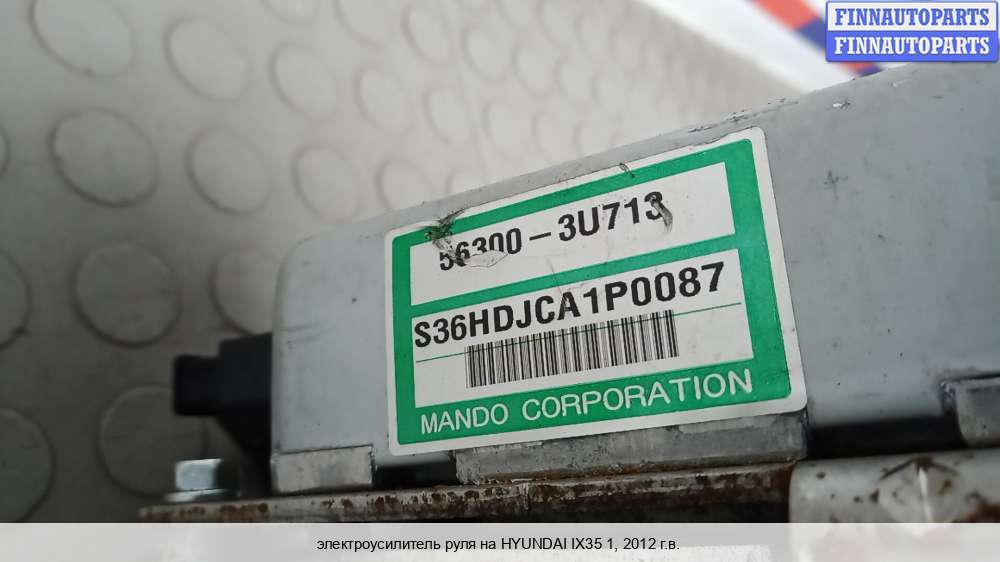 FINNAUTOPARTS
FINNAUTOPARTS
56300-3U713
S36HDJCA1P0087
MANDO CORPORATION
электроусилитель руля на HYUNDAI IX35 1, 2012 г.в.